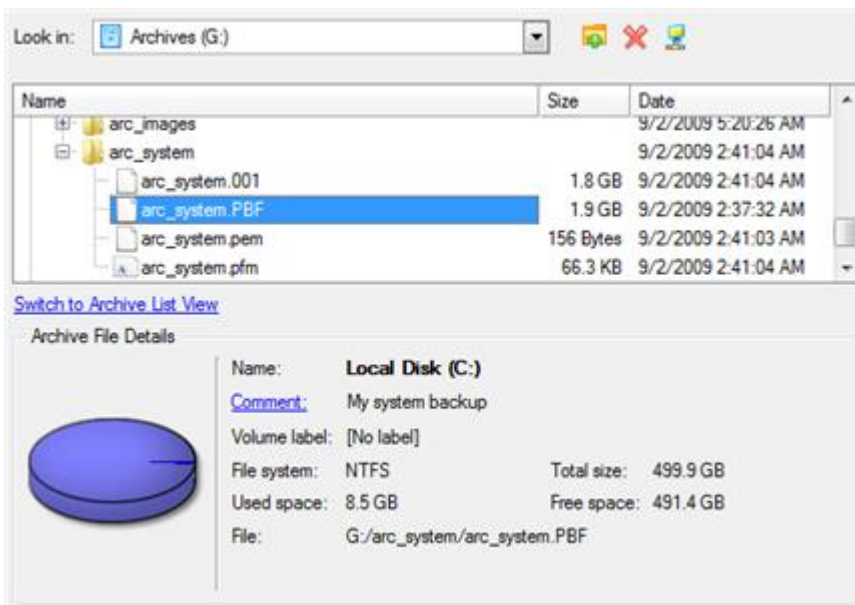 Look in: Archives (G:)
Name Size Date
arc_images 9/2/2009 5:20:26 AM
arc_system 9/2/2009 2:41:04 AM
arc_system.001 1.8 GB 9/2/2009 2:41:04 AM
arc_system.PBF 1.9 GB 9/2/2009 2:37:32 AM
arc_system.pem 156 Bytes 9/2/2009 2:41:03 AM
arc_system.pfm 66.3 KB 9/2/2009 2:41:04 AM
Switch to Archive List View
Archive File Details
Name: Local Disk (C:)
Comment: My system backup
Volume label: [No label]
File system: NTFS Total size: 499.9 GB
Used space: 8.5 GB Free space: 491.4 GB
File: G:/arc_system/arc_system.PBF